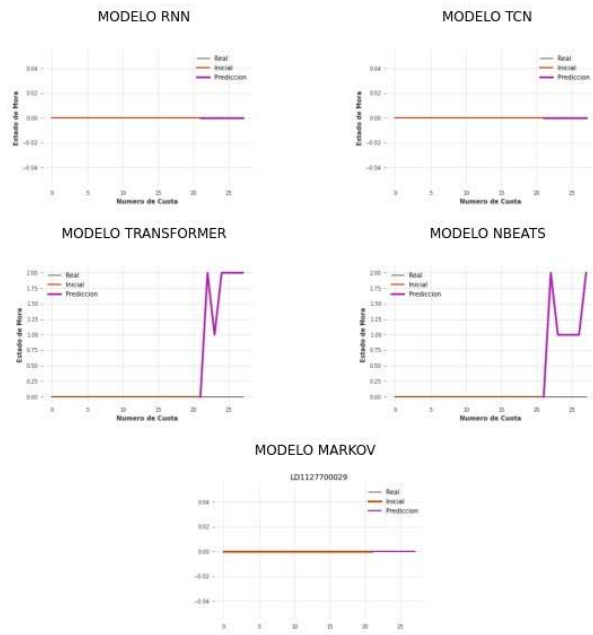 MODELO RNN
Real
Inicial
Prediccion
0.04
0.02
0.00
−0.02
−0.04
Estado de Mora
0 5 10 15 20 25
Numero de Cuota
MODELO TCN
Real
Inicial
Prediccion
0.04
0.02
0.00
−0.02
−0.04
Estado de Mora
0 5 10 15 20 25
Numero de Cuota
MODELO TRANSFORMER
Real
Inicial
Prediccion
2.00
1.75
1.50
1.25
1.00
0.75
0.50
0.25
0.00
Estado de Mora
0 5 10 15 20 25
Numero de Cuota
MODELO NBEATS
Real
Inicial
Prediccion
2.00
1.75
1.50
1.25
1.00
0.75
0.50
0.25
0.00
Estado de Mora
0 5 10 15 20 25
Numero de Cuota
MODELO MARKOV
LD1127700029
Real
Inicial
Prediccion
0.04
0.02
0.00
−0.02
−0.04
0 5 10 15 20 25